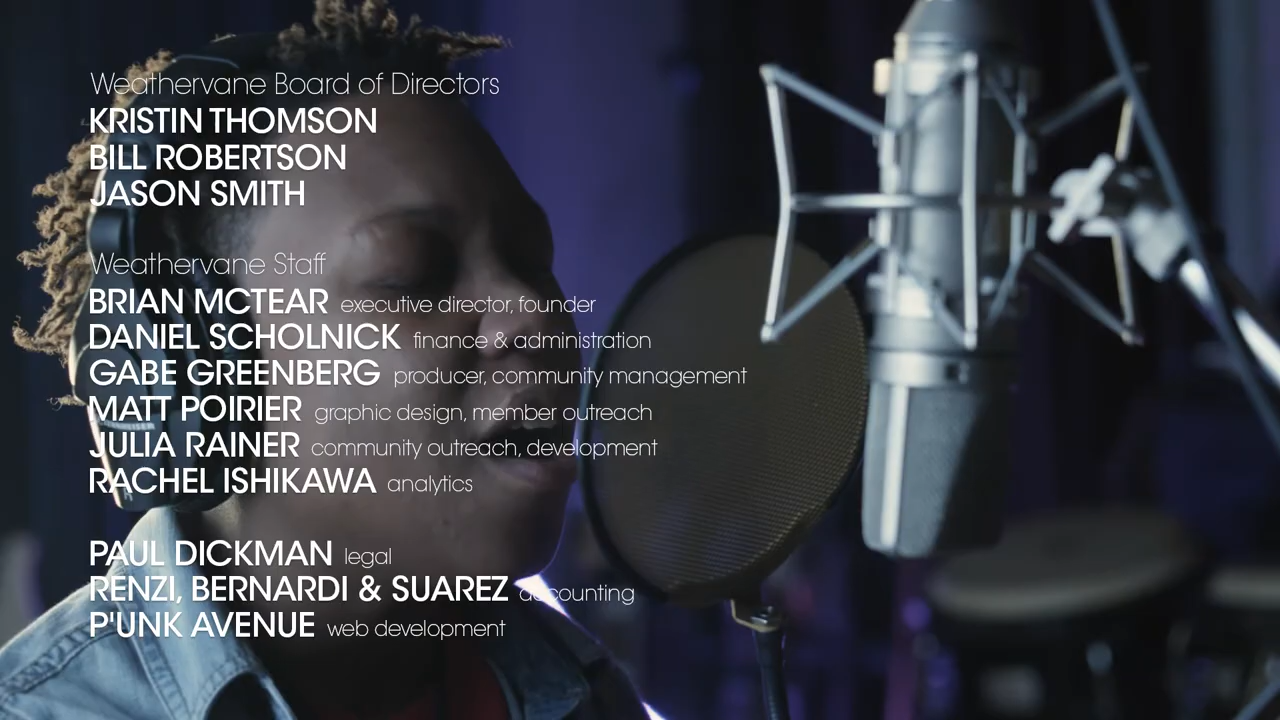 Weathervane Board of Directors
KRISTIN THOMSON
BILL ROBERTSON
JASON SMITH
Weathervane Staff
BRIAN MCTEAR executive director, founder
DANIEL SCHOLNICK finance & administration
GABE GREENBERG producer, community management
MATT POIRIER graphic design, member outreach
JULIA RAINER community outreach, development
RACHEL ISHIKAWA analytics
PAUL DICKMAN legal
RENZI, BERNARDI & SUAREZ accounting
P'UNK AVENUE web development